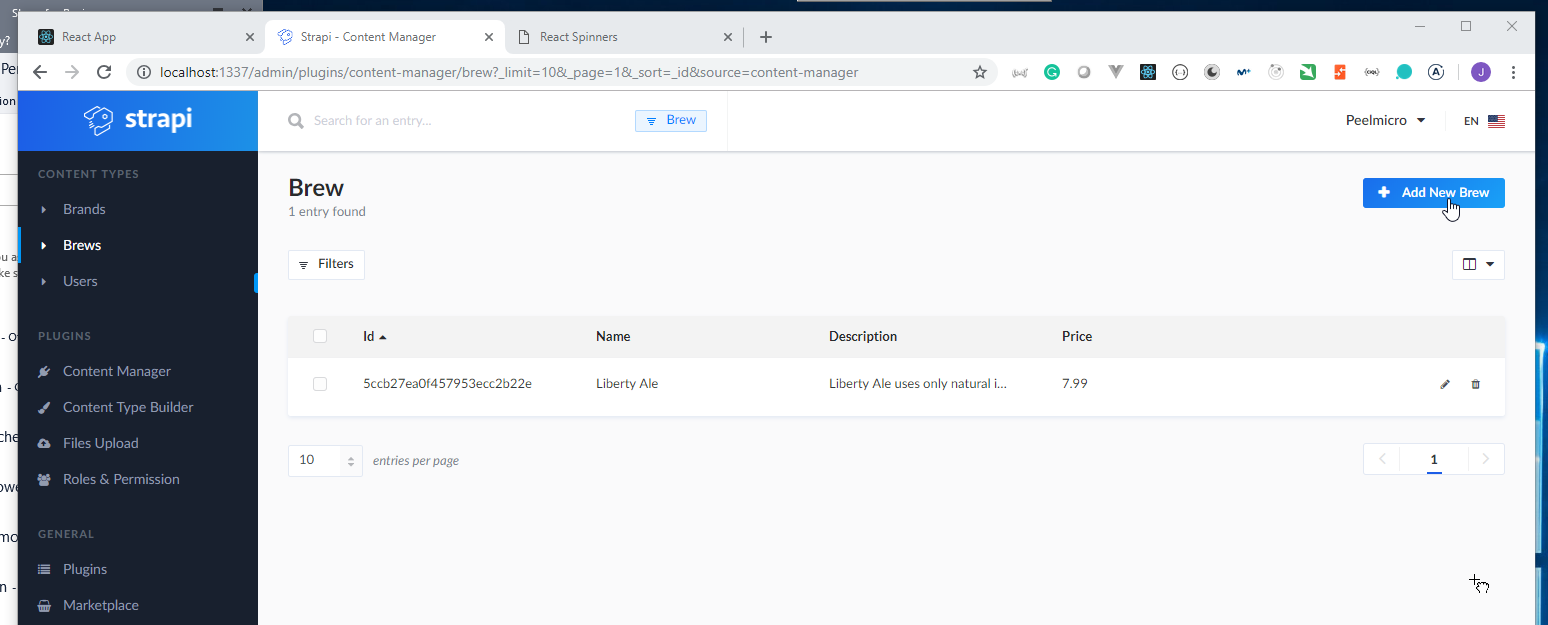 React App
Strapi - Content Manager
React Spinners
localhost:1337/admin/plugins/content-manager/brew?_limit=10&_page=1&_sort=_id&source=content-manager
J
strapi
Search for an entry...
Brew
Peelmicro
EN
CONTENT TYPES
Brands
Brews
Users
PLUGINS
Content Manager
Content Type Builder
Files Upload
Roles & Permission
GENERAL
Plugins
Marketplace
Brew
1 entry found
Add New Brew
Filters
Id Name Description Price
5ccb27ea0f457953ecc2b22e Liberty Ale Liberty Ale uses only natural i... 7.99
10 entries per page
1